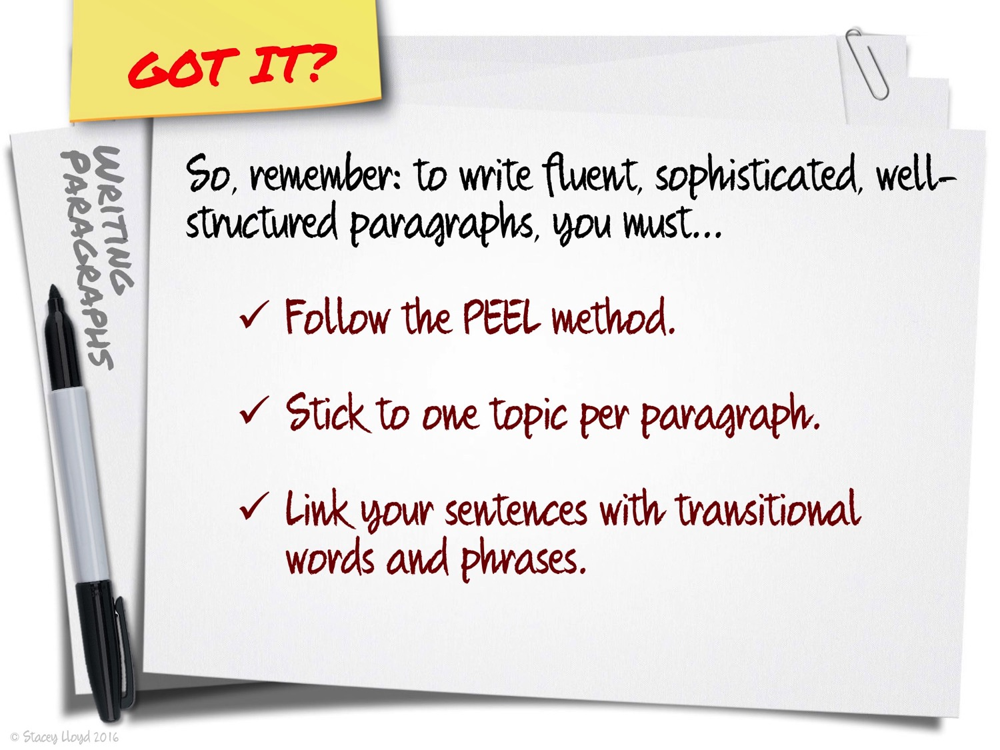 GOT IT?
WRITING
PARAGRAPHS
So, remember: to write fluent, sophisticated, well-
structured paragraphs, you must...
✓ Follow the PEEL method.
✓ Stick to one topic per paragraph.
✓ Link your sentences with transitional
words and phrases.
© Stacey Lloyd 2016